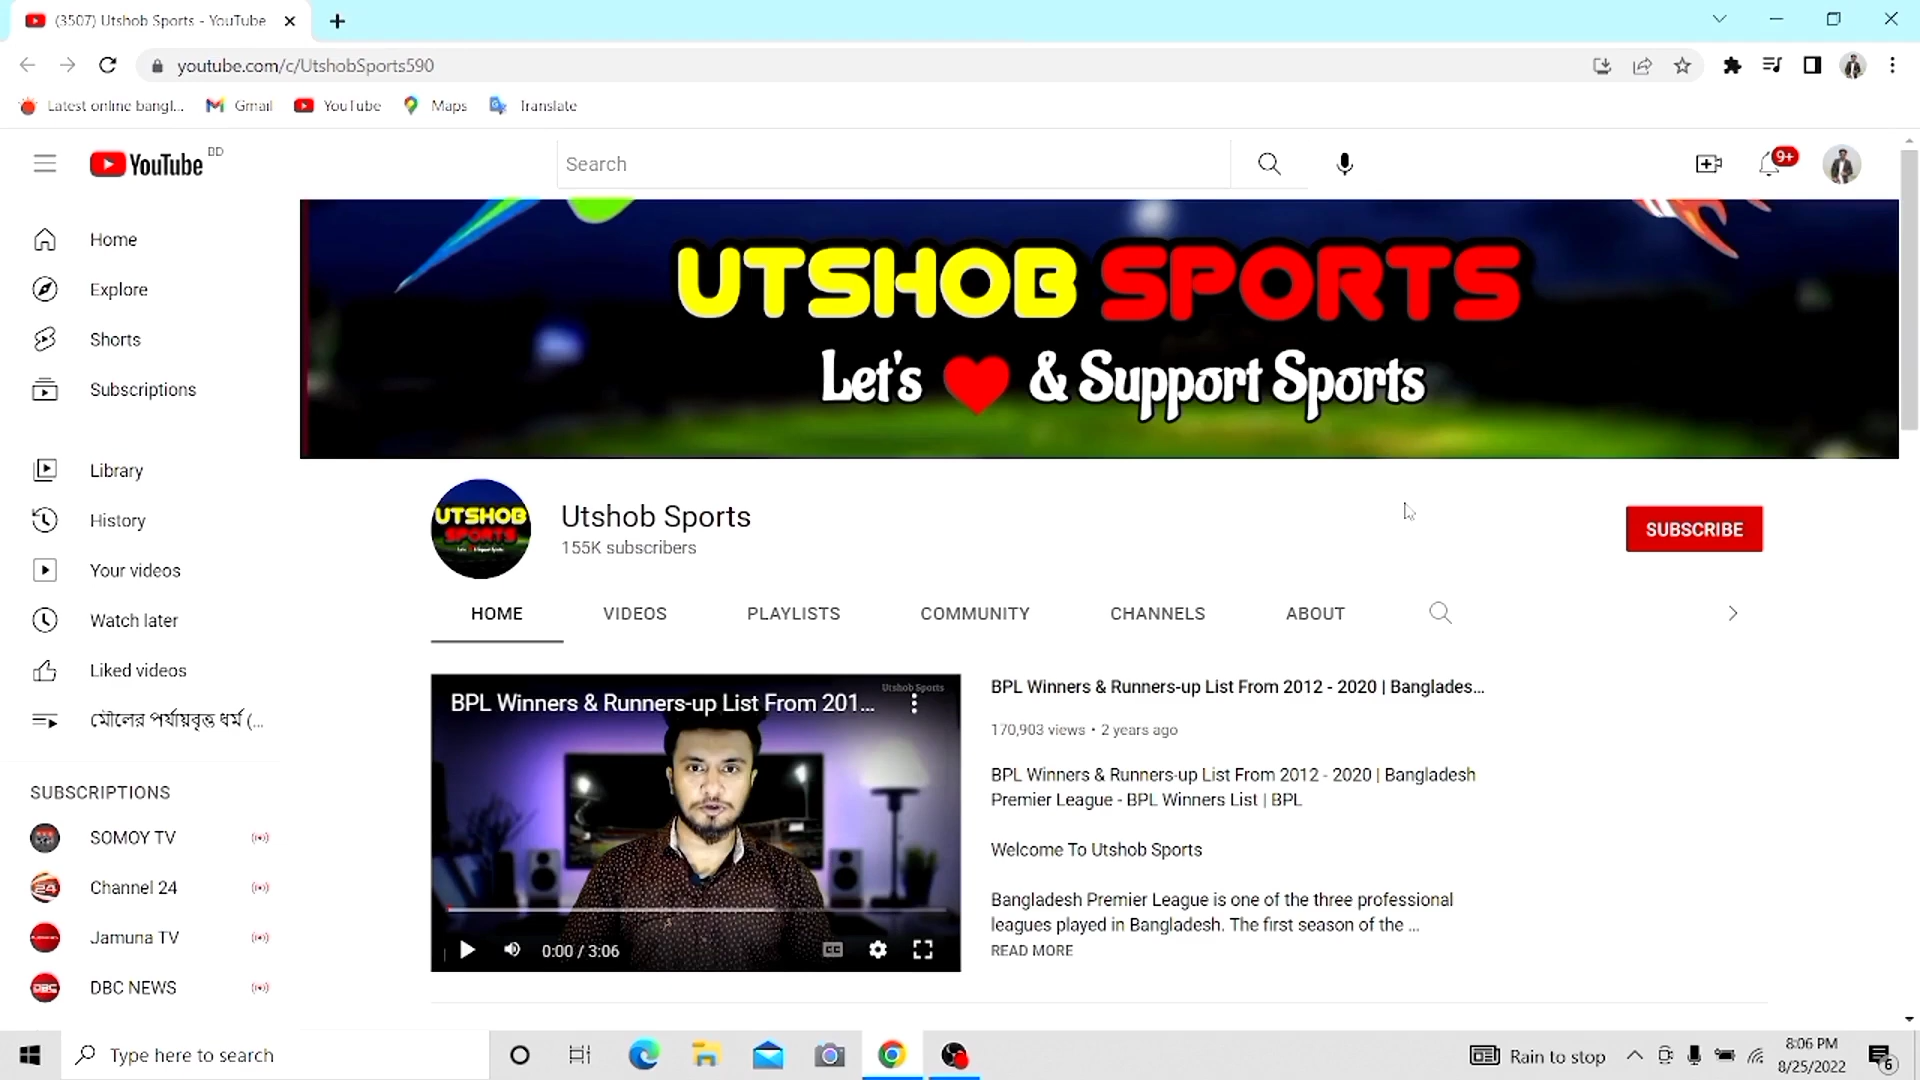 (3507) Utshob Sports - YouTube
youtube.com/c/UtshobSports590
Latest online bangl...
Gmail
YouTube
Maps
Translate
YouTube BD
Search
9+
Home
Explore
Shorts
Subscriptions
Library
History
Your videos
Watch later
Liked videos
মৌলের পর্যায়বৃত্ত ধর্ম (...
SUBSCRIPTIONS
SOMOY TV
Channel 24
Jamuna TV
DBC NEWS
UTSHOB SPORTS
Let's & Support Sports
UTSHOB
SPORTS
Utshob Sports
155K subscribers
SUBSCRIBE
HOME
VIDEOS
PLAYLISTS
COMMUNITY
CHANNELS
ABOUT
Utshob Sports
BPL Winners & Runners-up List From 201...
0:00 / 3:06
CC
BPL Winners & Runners-up List From 2012 - 2020 | Banglades...
170,903 views • 2 years ago
BPL Winners & Runners-up List From 2012 - 2020 | Bangladesh
Premier League - BPL Winners List | BPL
Welcome To Utshob Sports
Bangladesh Premier League is one of the three professional
leagues played in Bangladesh. The first season of the ...
READ MORE
Type here to search
Rain to stop
8:06 PM
8/25/2022
6